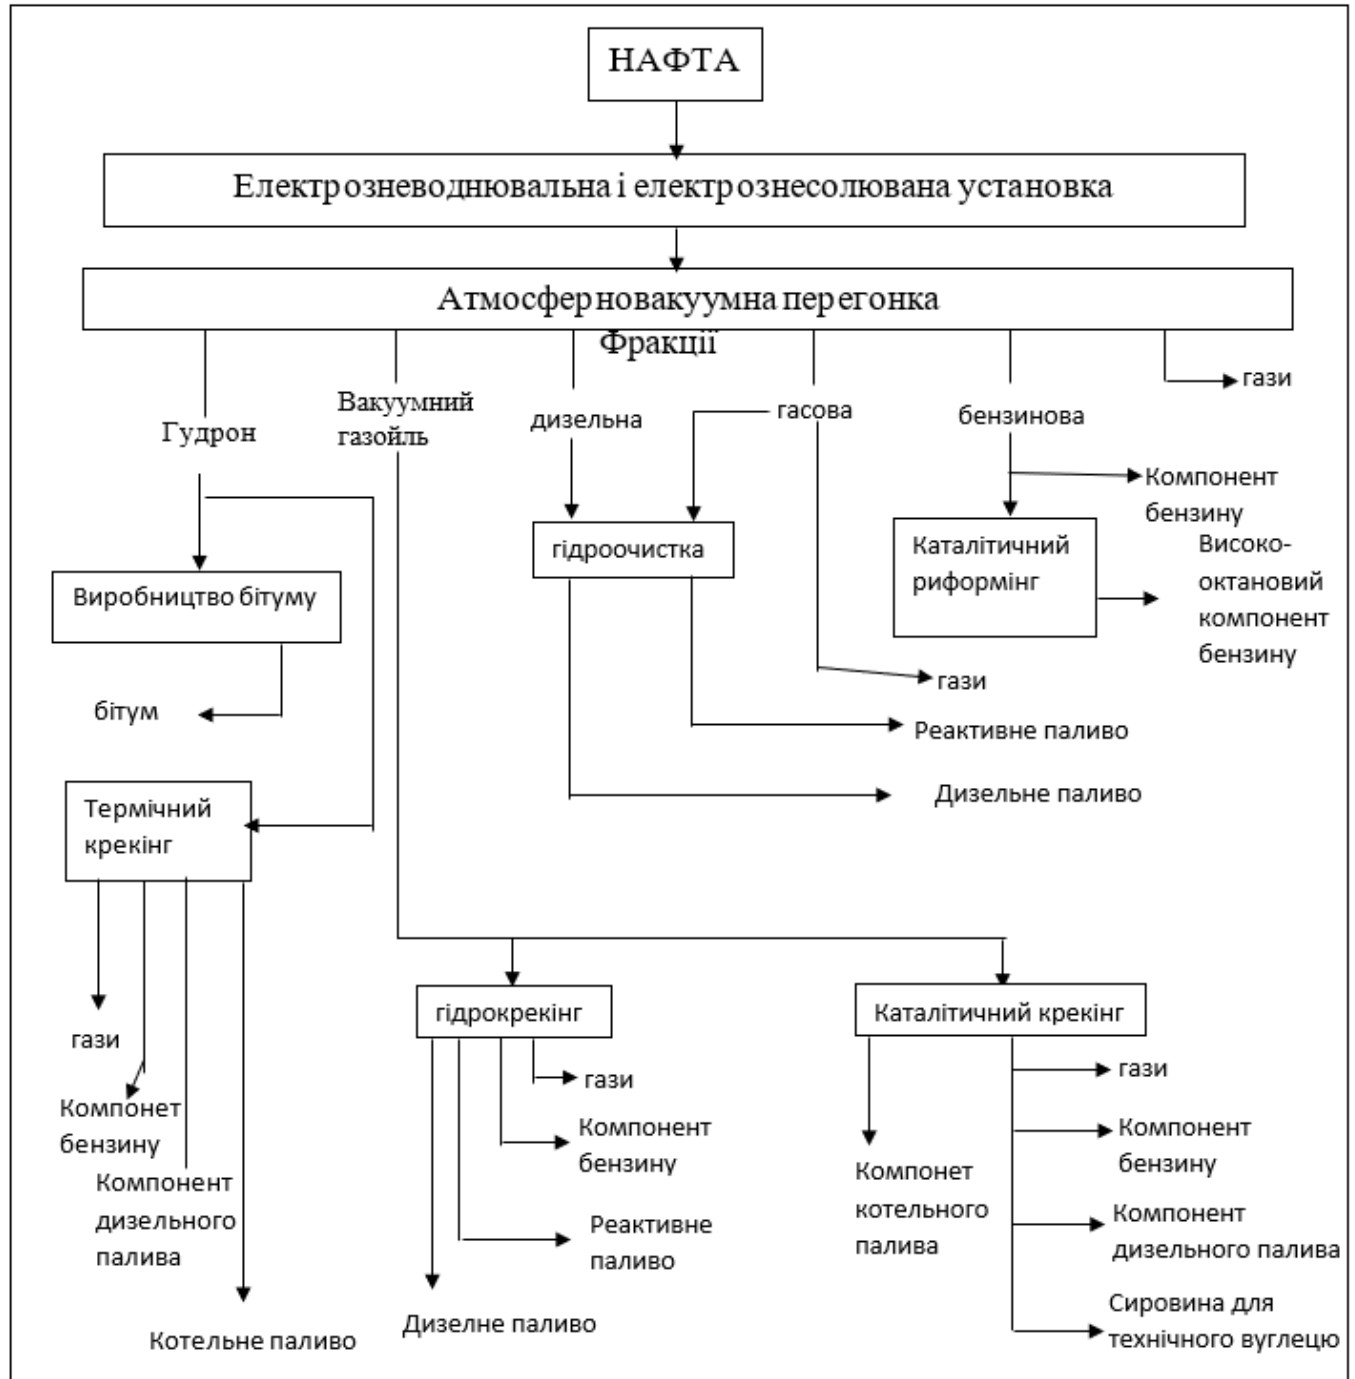 НАФТА
Електрозневоднювальна і електрознесолювана установка
Атмосферновакуумна перегонка
Фракції
гази
Вакуумний
газойль
Гудрон
дизельна
гасова
бензинова
Компонент
бензину
гідроочистка
Каталітичний
риформінг
Високо-
октановий
компонент
бензину
Виробництво бітуму
бітум
гази
Реактивне паливо
Дизельне паливо
Термічний
крекінг
гази
Компонет
бензину
Компонент
дизельного
палива
Котельне паливо
гідрокрекінг
гази
Компонент
бензину
Реактивне
паливо
Дизелне паливо
Каталітичний крекінг
Компонет
котельного
палива
гази
Компонент
бензину
Компонент
дизельного палива
Сировина для
технічного вуглецю